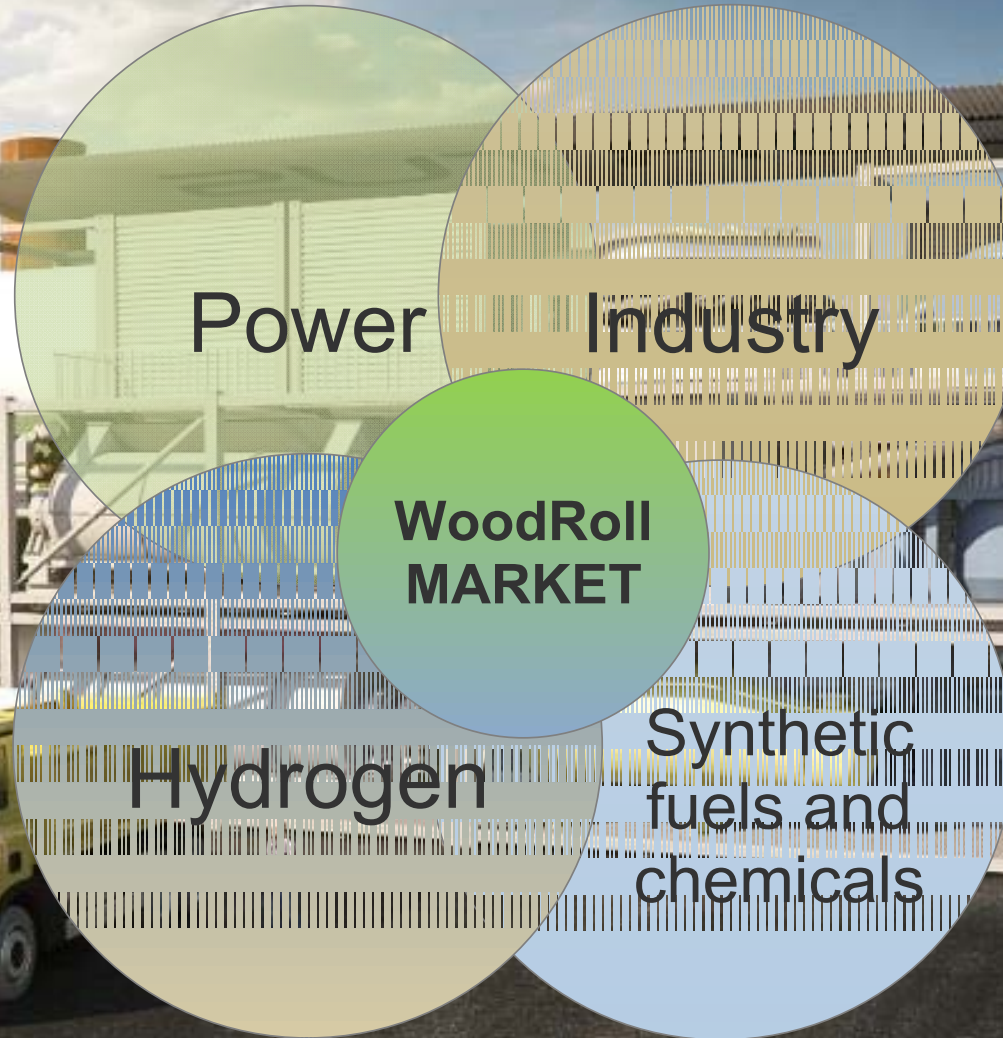 Power
Industry
WoodRoll
MARKET
Hydrogen
Synthetic
fuels and
chemicals